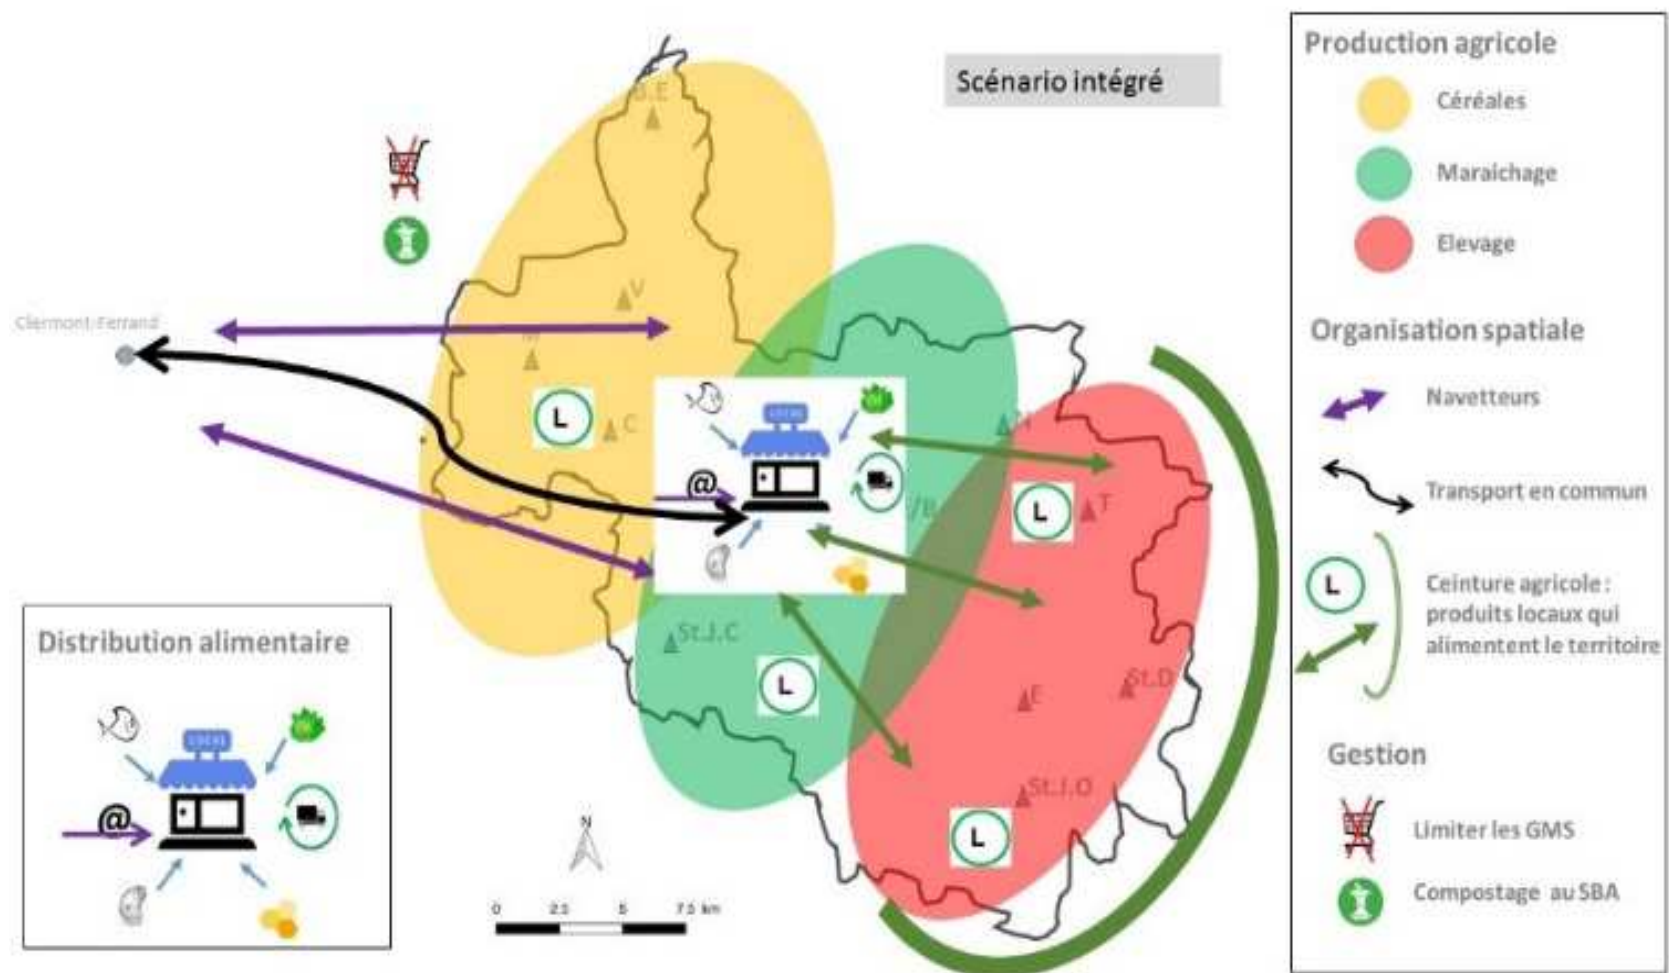 Scénario intégré
B.E
Clermont-Ferrand
V
M
L
C
LOCAL
@
N
/B
L
T
St.J.C
L
E
St.D
St.J.O
L
Distribution alimentaire
LOCAL
@
N
0 2.5 5 7.5 km
Production agricole
Céréales
Maraichage
Elevage
Organisation spatiale
Navetteurs
Transport en commun
L
Ceinture agricole :
produits locaux qui
alimentent le territoire
Gestion
Limiter les GMS
Compostage au SBA